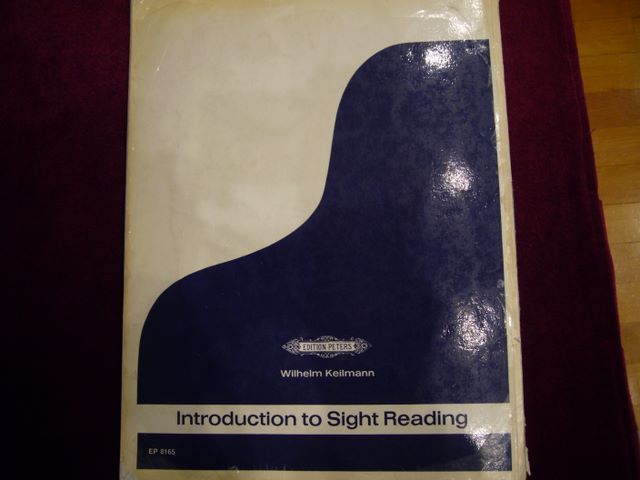 EDITION PETERS
Wilhelm Keilmann
Introduction to Sight Reading
EP 8165